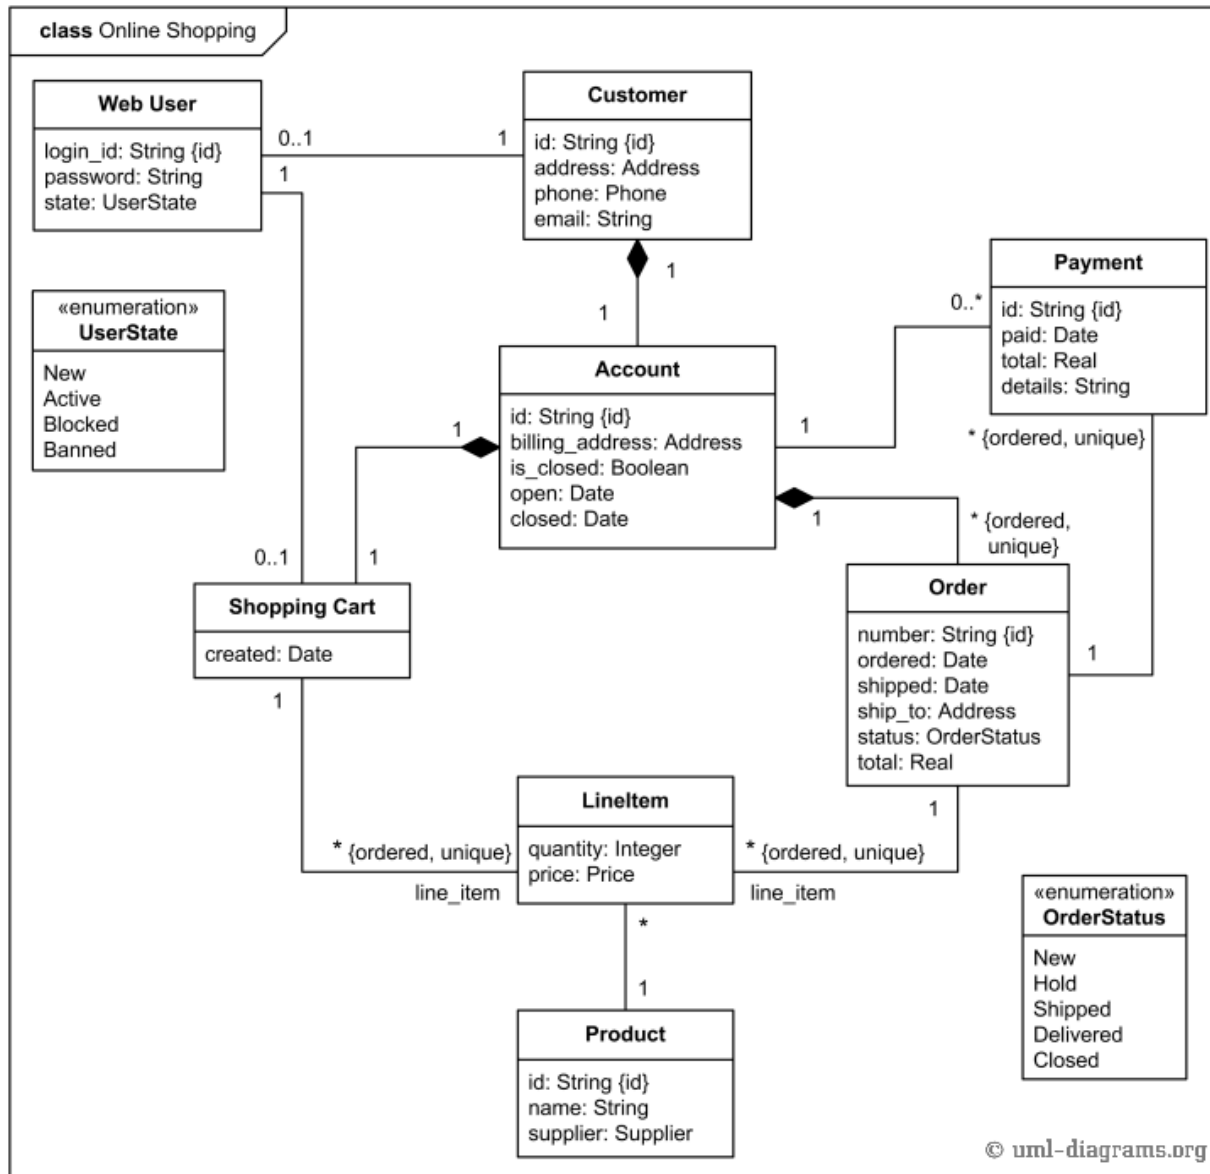 class Online Shopping
Web User
login_id: String {id}
password: String
state: UserState
0..1
1
1
Customer
id: String {id}
address: Address
phone: Phone
email: String
1
1
«enumeration»
UserState
New
Active
Blocked
Banned
Account
id: String {id}
billing_address: Address
is_closed: Boolean
open: Date
closed: Date
Payment
id: String {id}
paid: Date
total: Real
details: String
0..*
1
* {ordered, unique}
1
1
* {ordered,
unique}
0..1
1
Shopping Cart
created: Date
1
Order
number: String {id}
ordered: Date
shipped: Date
ship_to: Address
status: OrderStatus
total: Real
1
1
LineItem
quantity: Integer
price: Price
* {ordered, unique}
line_item
* {ordered, unique}
line_item
*
1
Product
id: String {id}
name: String
supplier: Supplier
«enumeration»
OrderStatus
New
Hold
Shipped
Delivered
Closed
© uml-diagrams.org